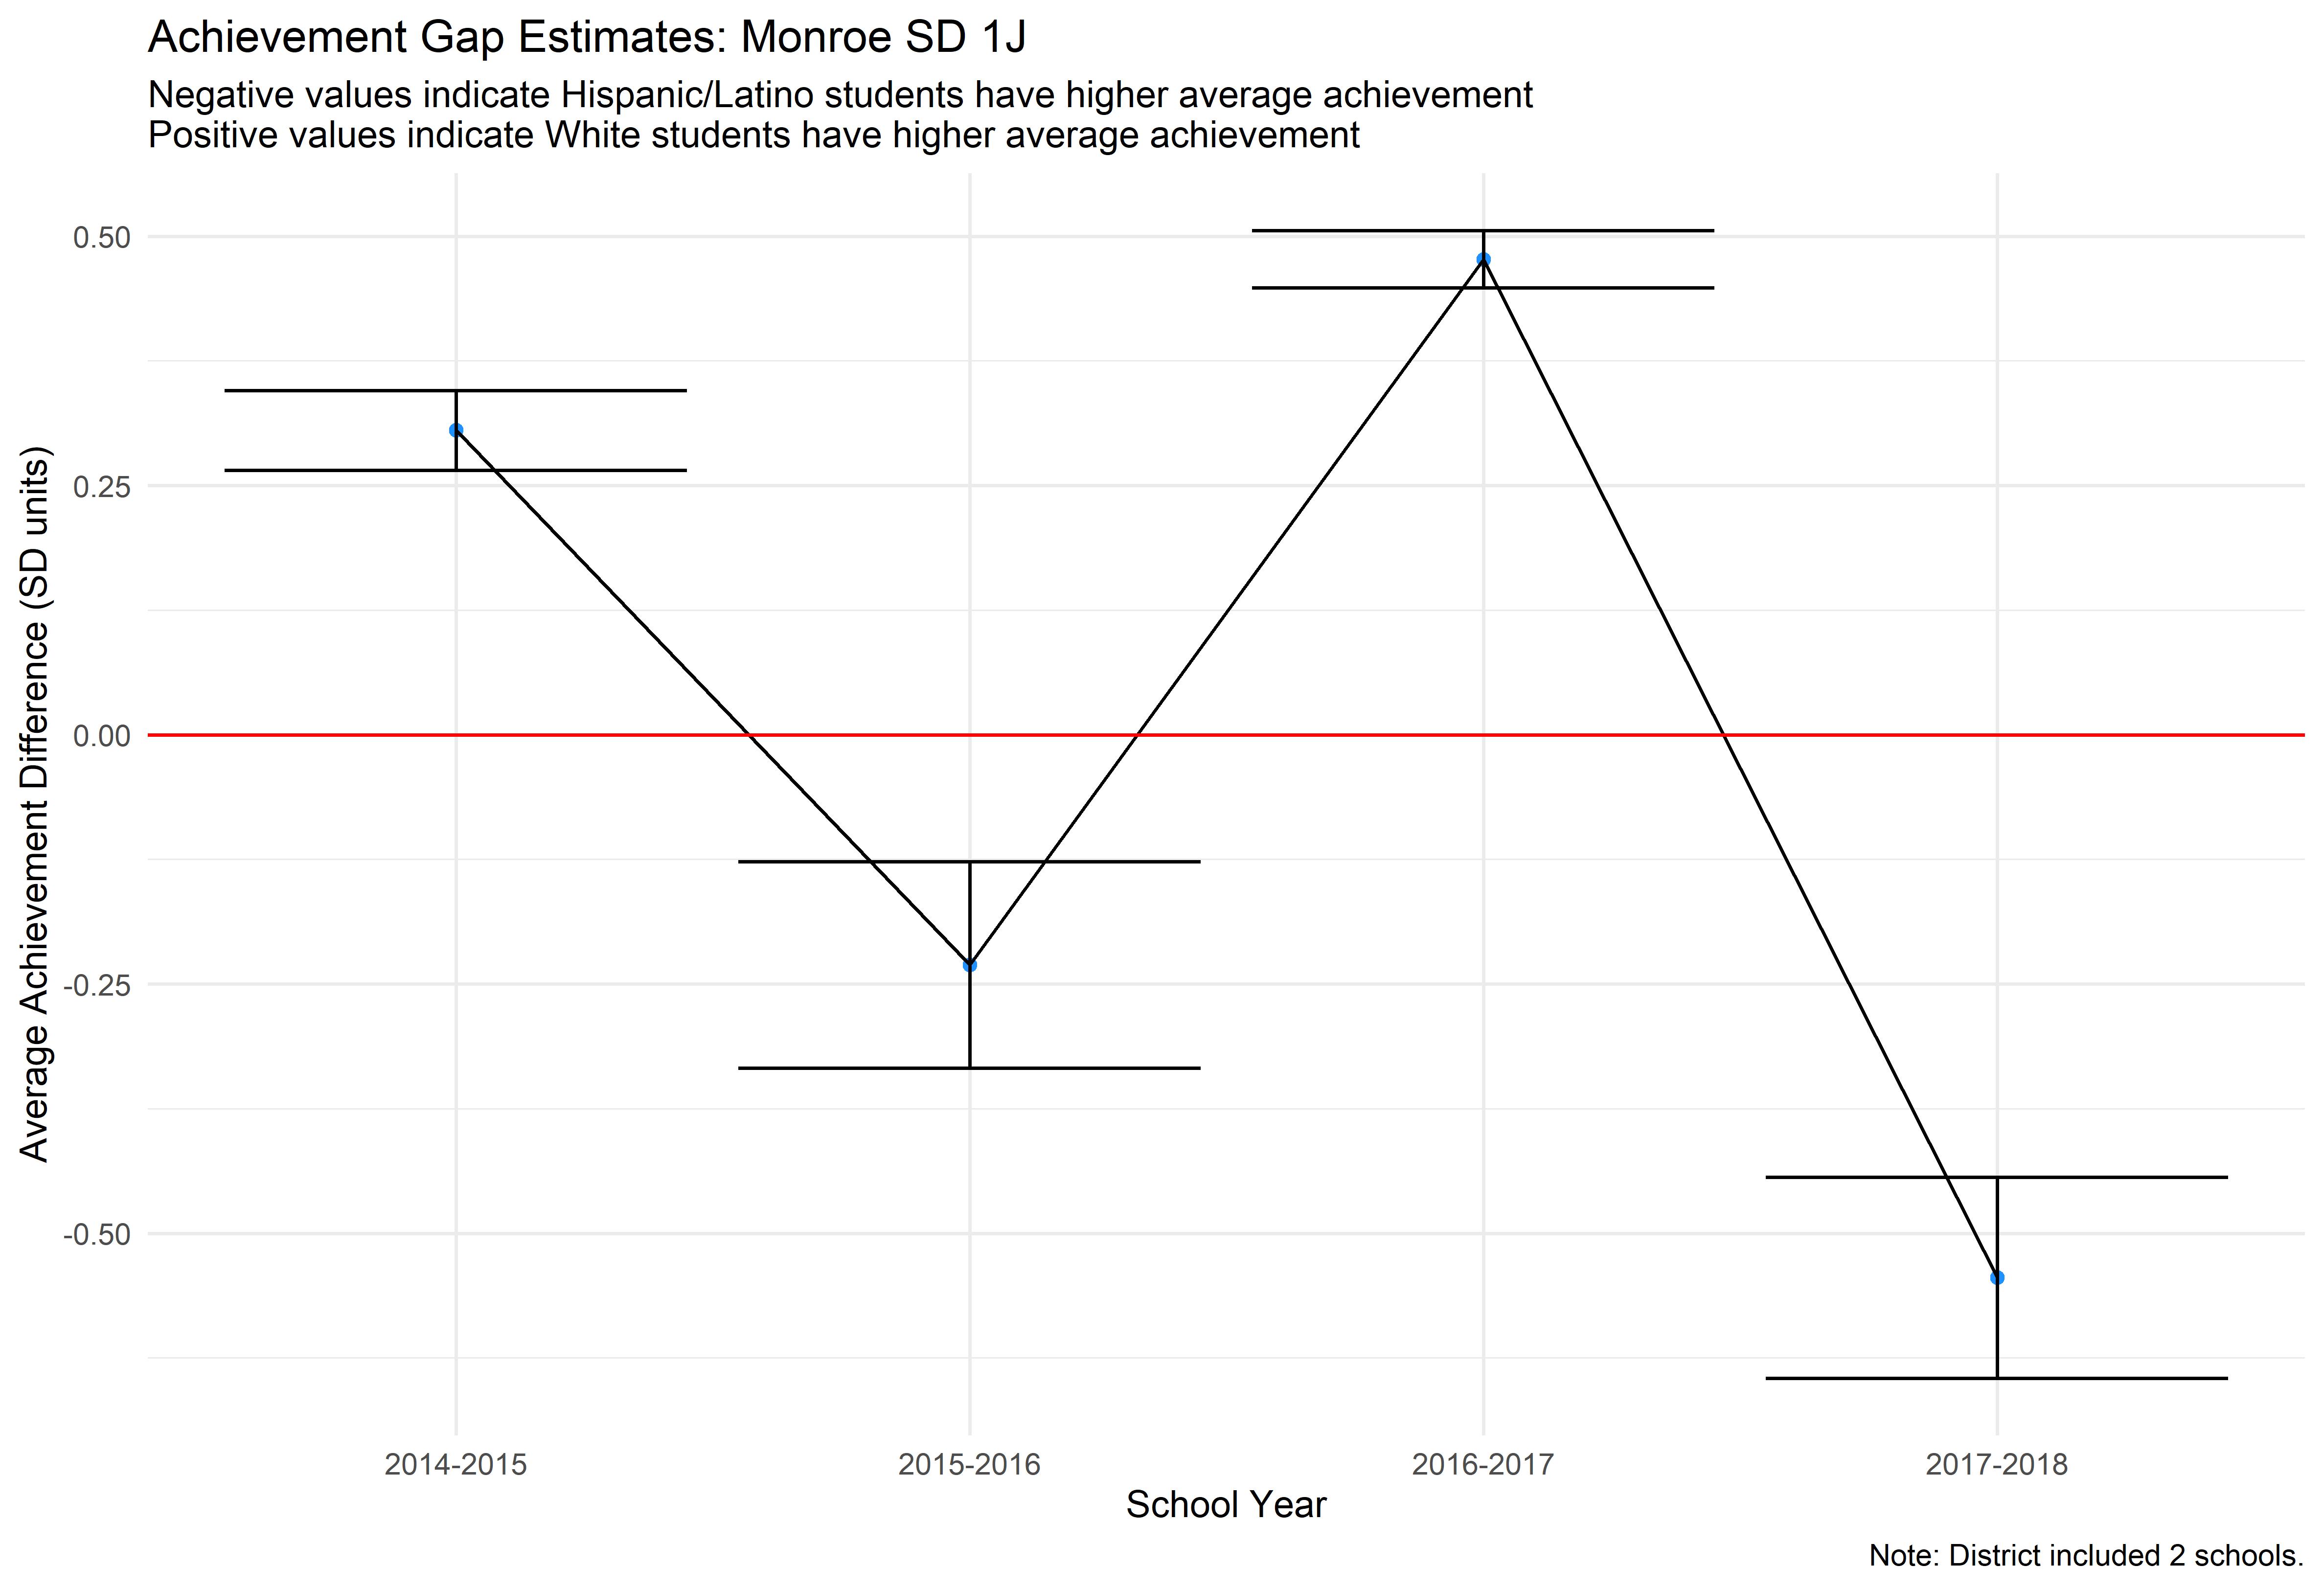 Achievement Gap Estimates: Monroe SD 1J
Negative values indicate Hispanic/Latino students have higher average achievement
Positive values indicate White students have higher average achievement
Average Achievement Difference (SD units)
0.50
0.25
0.00
-0.25
-0.50
2014-2015
2015-2016
2016-2017
2017-2018
School Year
Note: District included 2 schools.